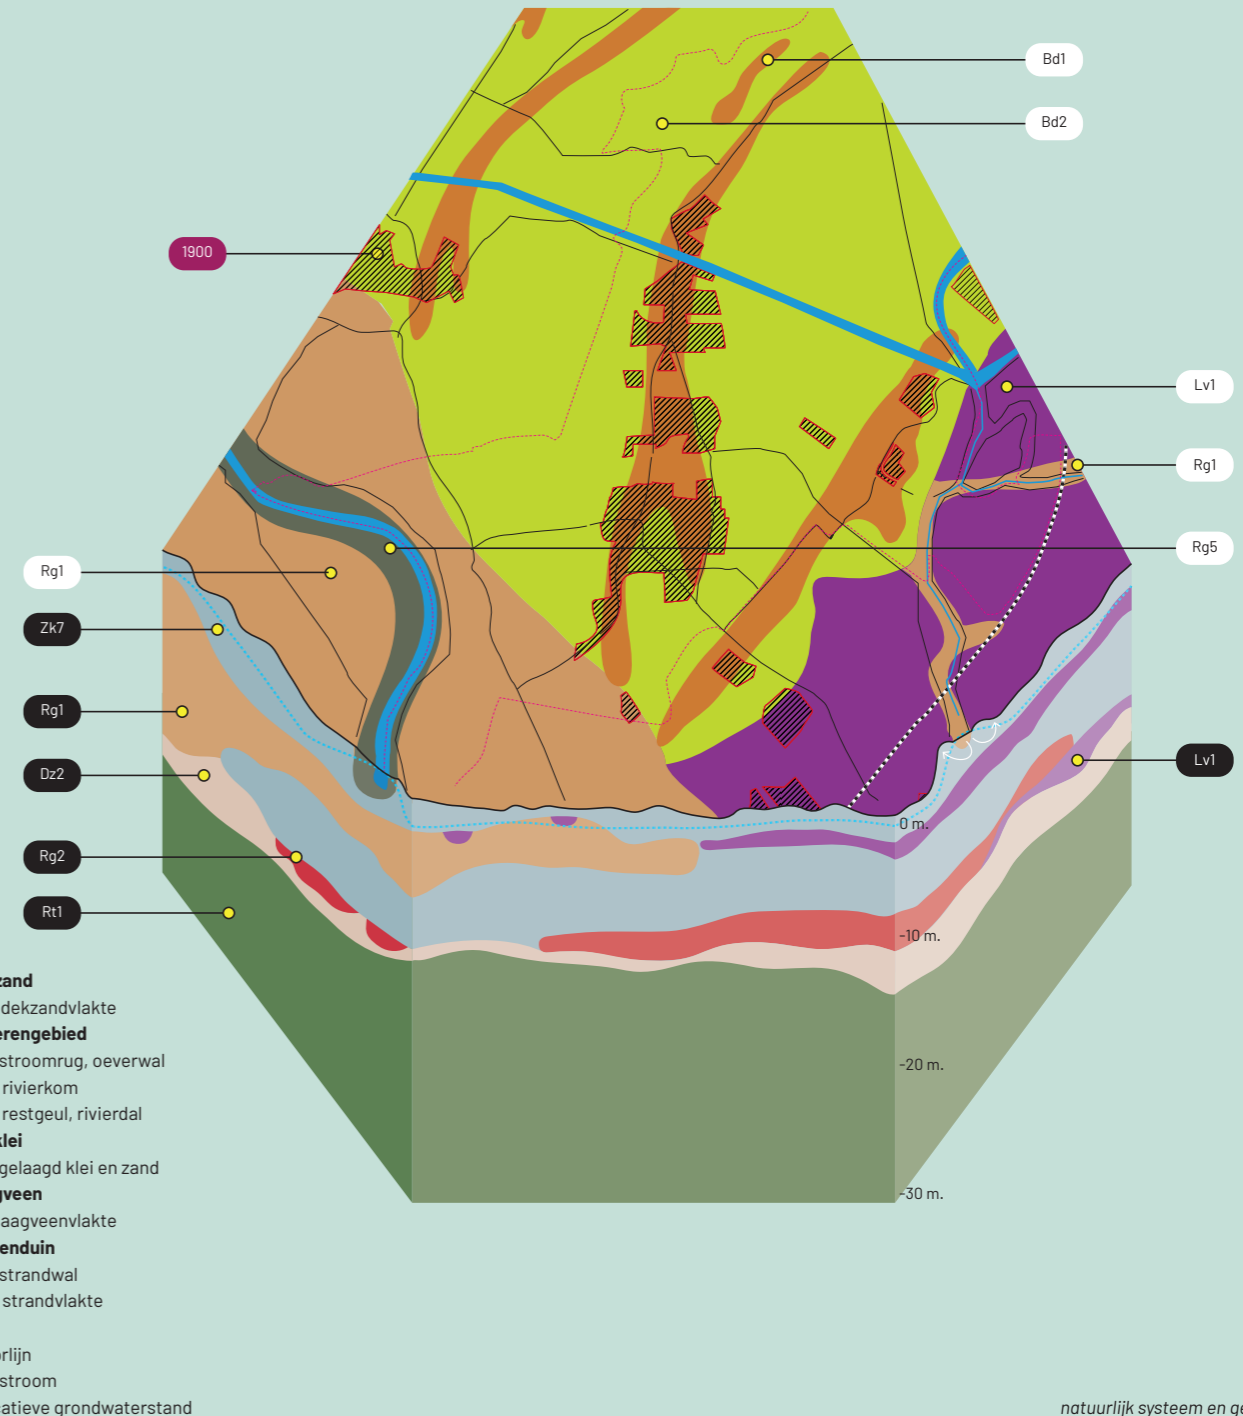 Bd1
Bd2
1900
Lv1
Rg1
Rg5
Rg1
Zk7
Rg1
Dz2
Lv1
0 m.
Rg2
Rt1
-10 m.
zand
dekzandvlakte
erengebied
stroomrug, oeverwal
rivierkom
-20 m.
restgeul, rivierdal
klei
gelaagd klei en zand
gveen
-30 m.
aagveenvlakte
enduin
strandwal
strandvlakte
orlijn
stroom
catieve grondwaterstand
natuurlijk systeem en ge